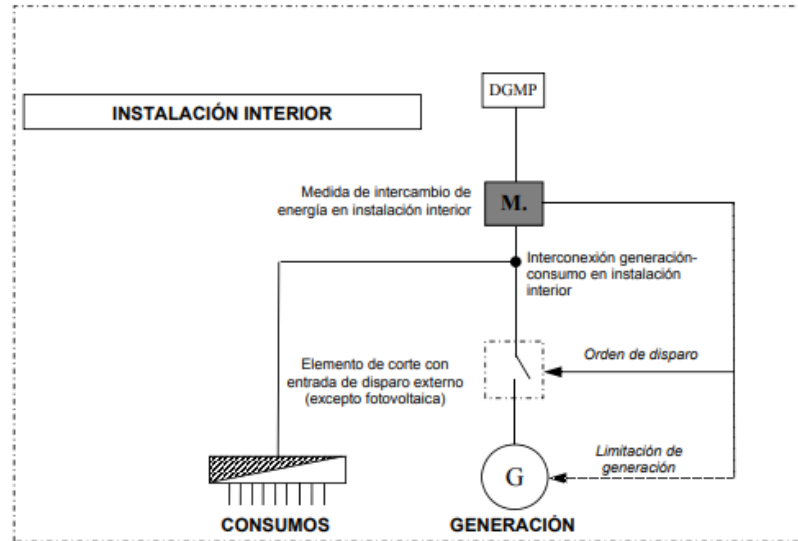 DGMP
INSTALACIÓN INTERIOR
Medida de intercambio de
energía en instalación interior
M.
Interconexión generación-
consumo en instalación
interior
Elemento de corte con
entrada de disparo externo
(excepto fotovoltaica)
Orden de disparo
Limitación de
generación
G
CONSUMOS
GENERACIÓN